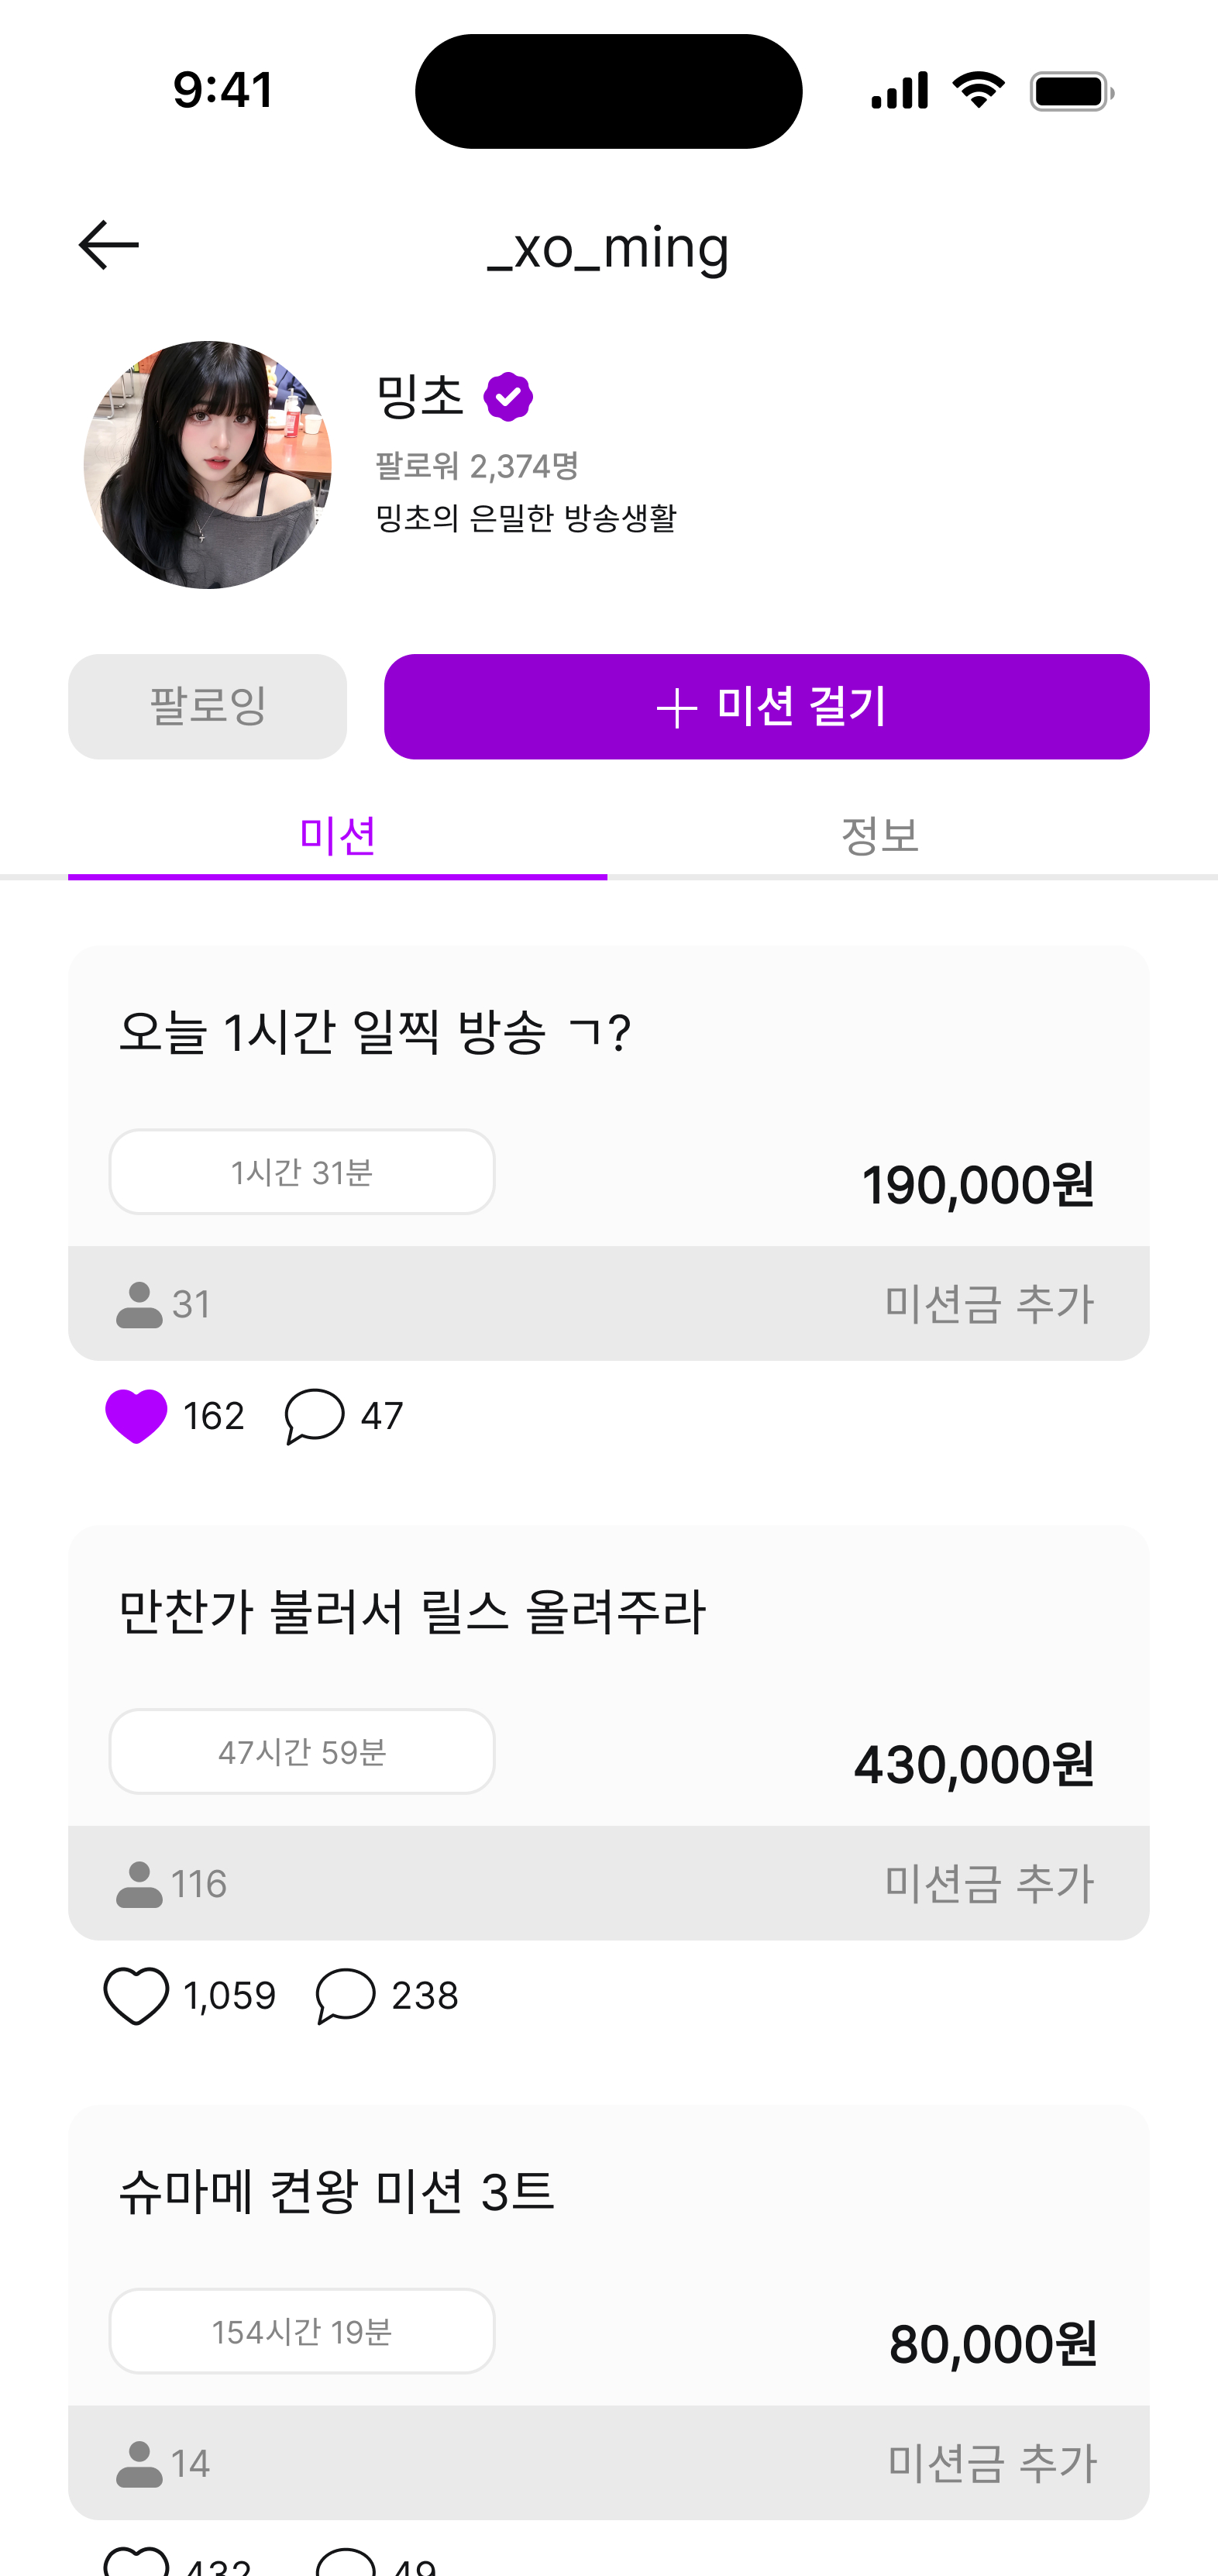 9:41
_xo_ming
밍초
팔로워 2,374명
밍초의 은밀한 방송생활
팔로잉
미션 걸기
미션 정보
오늘 1시간 일찍 방송 ㄱ?
1시간 31분
190,000원
31 미션금 추가
162 47
만찬가 불러서 릴스 올려주라
47시간 59분
430,000원
116 미션금 추가
1,059 238
슈마메 켠왕 미션 3트
154시간 19분
80,000원
14 미션금 추가
432 49